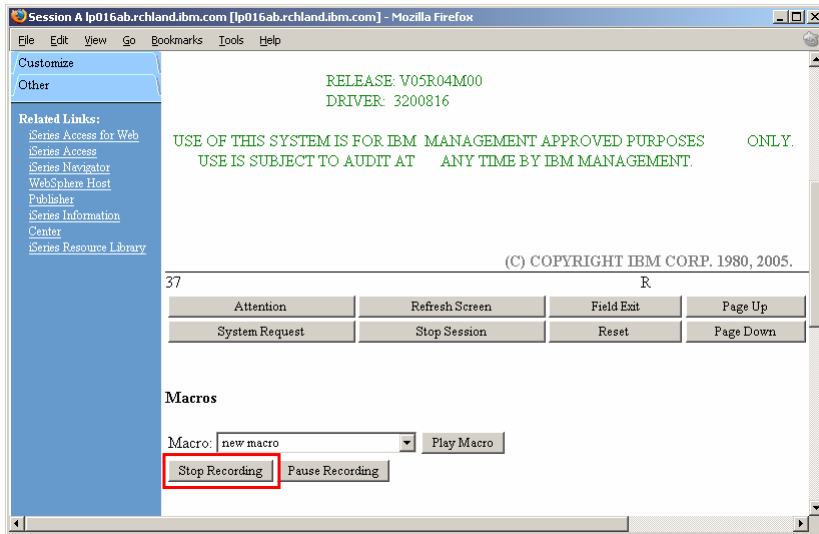 Session A lp016ab.rchland.ibm.com [lp016ab.rchland.ibm.com] - Mozilla Firefox
File Edit View Go Bookmarks Tools Help
Customize
Other
Related Links:
iSeries Access for Web
iSeries Access
iSeries Navigator
WebSphere Host
Publisher
iSeries Information
Center
iSeries Resource Library
RELEASE: V05R04M00
DRIVER: 3200816
USE OF THIS SYSTEM IS FOR IBM MANAGEMENT APPROVED PURPOSES ONLY.
USE IS SUBJECT TO AUDIT AT ANY TIME BY IBM MANAGEMENT.
(C) COPYRIGHT IBM CORP. 1980, 2005.
37 R
Attention Refresh Screen Field Exit Page Up
System Request Stop Session Reset Page Down
Macros
Macro: new macro Play Macro
Stop Recording Pause Recording